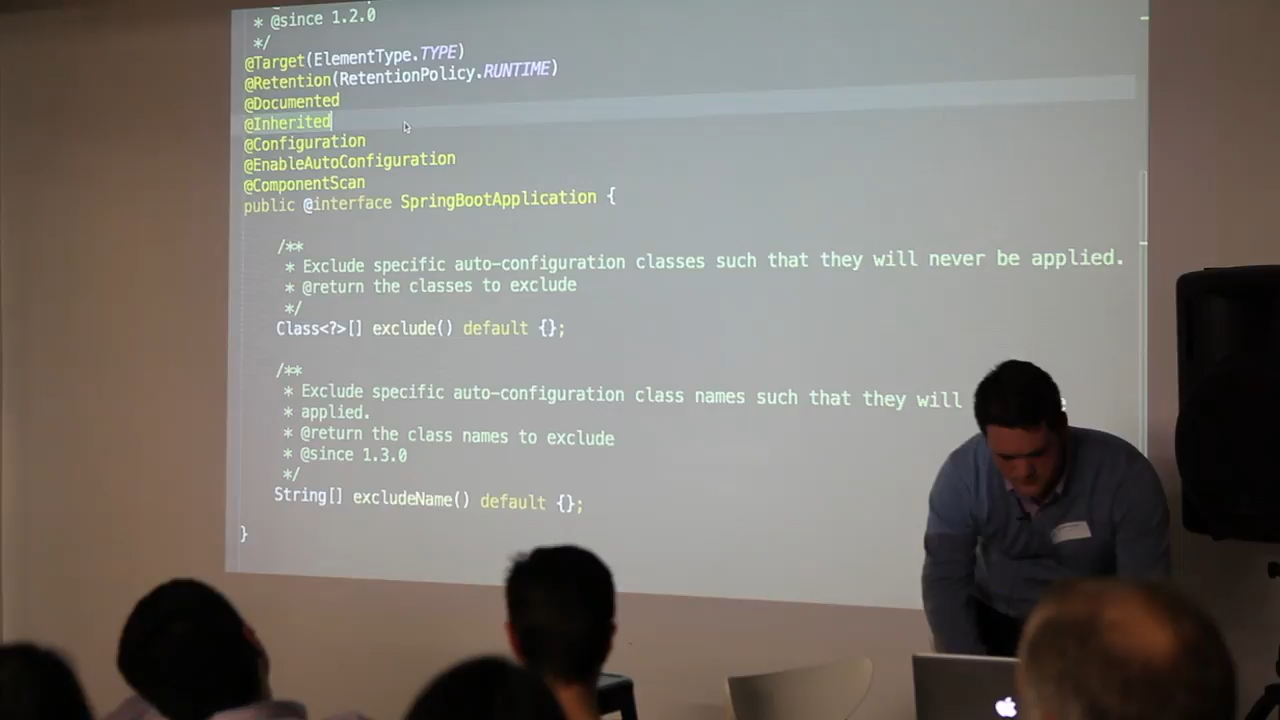 * @since 1.2.0
*/
@Target(ElementType.TYPE)
@Retention(RetentionPolicy.RUNTIME)
@Documented
@Inherited
@Configuration
@EnableAutoConfiguration
@ComponentScan
public @interface SpringBootApplication {
/**
* Exclude specific auto-configuration classes such that they will never be applied.
* @return the classes to exclude
*/
Class<?>[] exclude() default {};
/**
* Exclude specific auto-configuration class names such that they will
* applied.
* @return the class names to exclude
* @since 1.3.0
*/
String[] excludeName() default {};
}